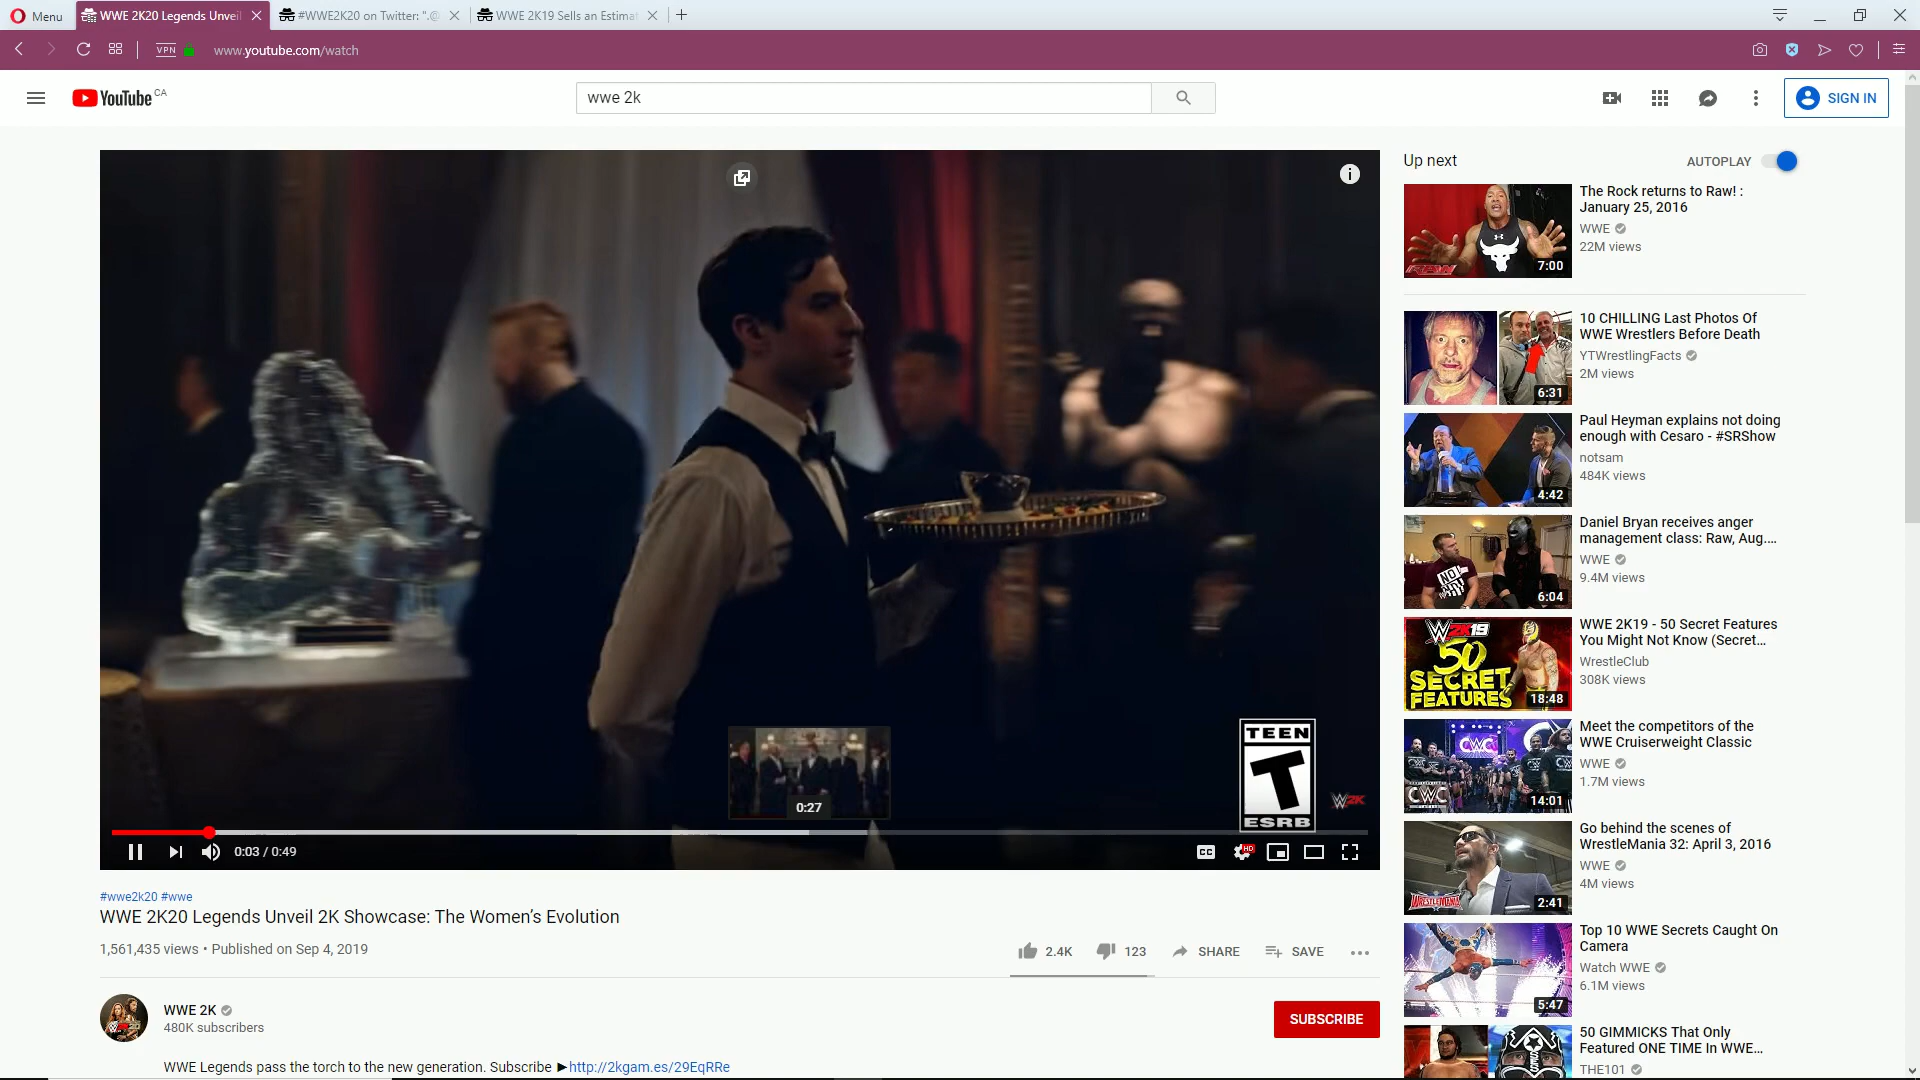 Menu
WWE 2K20 Legends Unveil
#WWE2K20 on Twitter: ".@
WWE 2K19 Sells an Estimat
VPN
www.youtube.com/watch
YouTube CA
wwe 2k
SIGN IN
Up next
AUTOPLAY
The Rock returns to Raw! :
January 25, 2016
WWE
22M views
RAW
7:00
10 CHILLING Last Photos Of
WWE Wrestlers Before Death
YTWrestlingFacts
2M views
6:31
Paul Heyman explains not doing
enough with Cesaro - #SRShow
notsam
484K views
4:42
Daniel Bryan receives anger
management class: Raw, Aug....
WWE
9.4M views
NO!
6:04
WWE 2K19 - 50 Secret Features
You Might Not Know (Secret...
WrestleClub
308K views
W 2K19
50
SECRET
FEATURES
18:48
Meet the competitors of the
WWE Cruiserweight Classic
WWE
1.7M views
CWC
CWC
14:01
Go behind the scenes of
WrestleMania 32: April 3, 2016
WWE
4M views
WRESTLEMANIA
2:41
Top 10 WWE Secrets Caught On
Camera
Watch WWE
6.1M views
5:47
50 GIMMICKS That Only
Featured ONE TIME In WWE...
THE101
TEEN
T
ESRB
W2K
0:27
0:03 / 0:49
CC
HD
#wwe2k20 #wwe
WWE 2K20 Legends Unveil 2K Showcase: The Women's Evolution
1,561,435 views • Published on Sep 4, 2019
2.4K
123
SHARE
SAVE
WWE 2K
480K subscribers
SUBSCRIBE
WWE Legends pass the torch to the new generation. Subscribe ►http://2kgam.es/29EqRRe